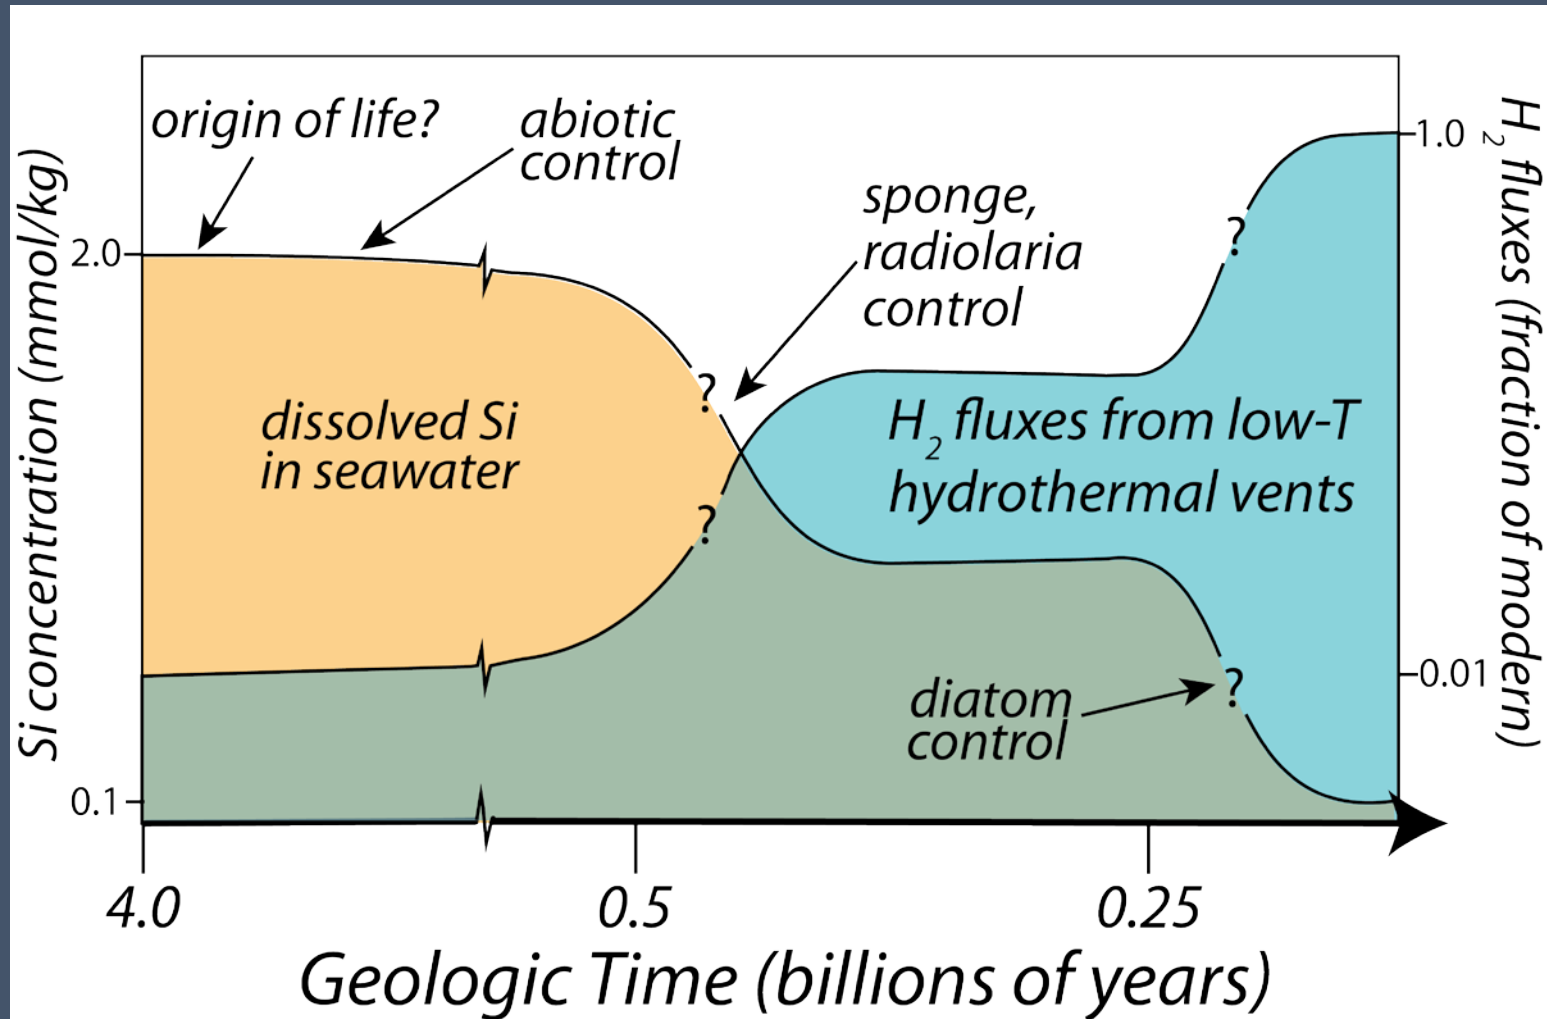 origin of life?
abiotic
control
sponge,
radiolaria
control
Si concentration (mmol/kg)
2.0
0.1
dissolved Si
in seawater
?
?
?
?
H2 fluxes from low-T
hydrothermal vents
diatom
control
1.0
0.01
H2 fluxes (fraction of modern)
4.0
0.5
0.25
Geologic Time (billions of years)